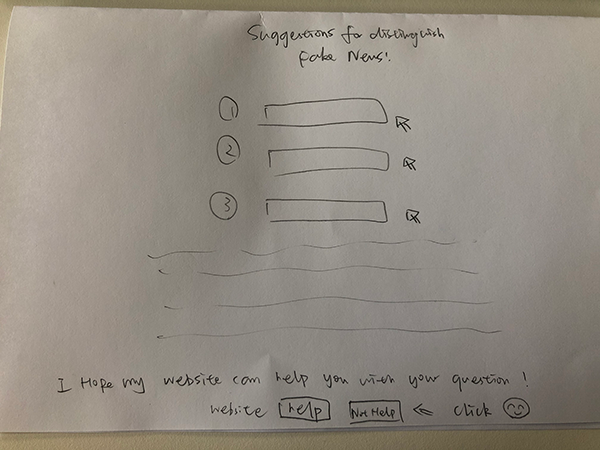 Suggestions for distinguish
Fake News!
1
2
3
I Hope my website can help you with your question!
website help Not Help click